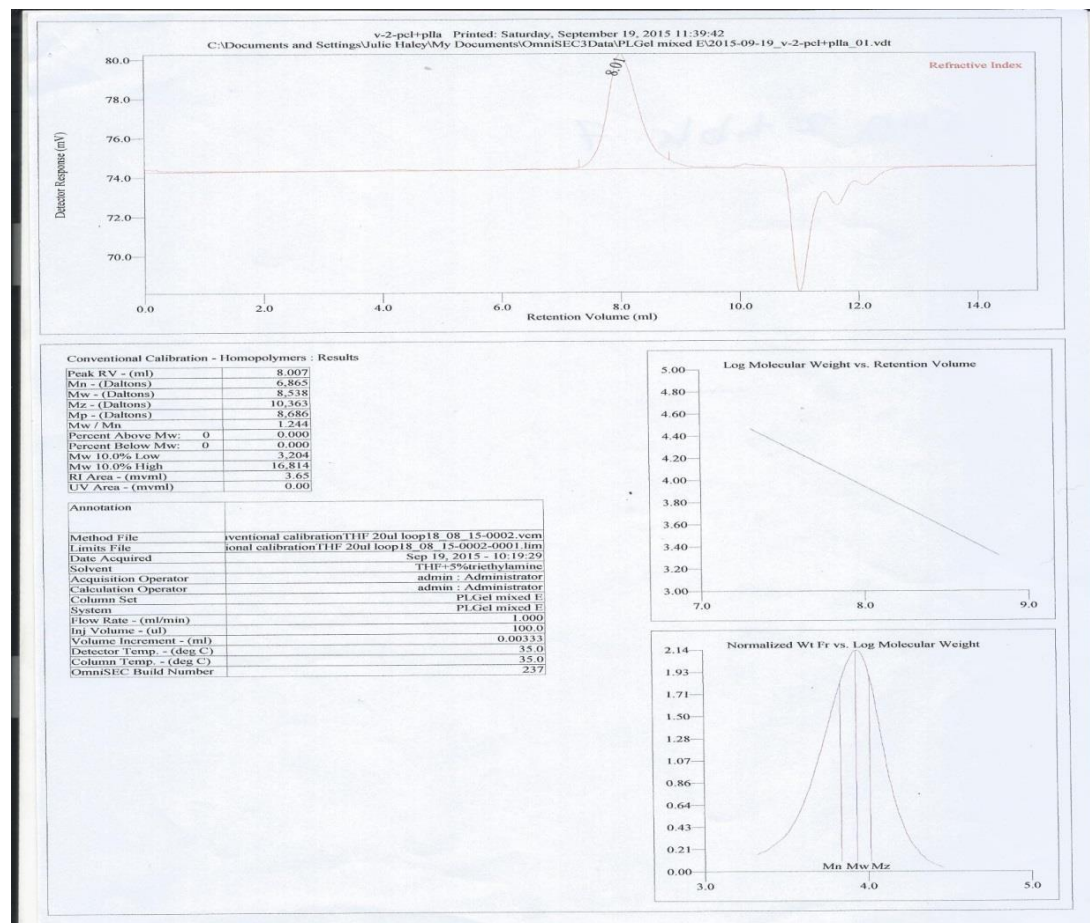 v-2-pcl+plla Printed: Saturday, September 19, 2015 11:39:42
C:\Documents and Settings\Julie Haley\My Documents\OmniSEC3Data\PLGel mixed E\2015-09-19_v-2-pcl+plla_01.vdt
Refractive Index
8.01
Detector Response (mV)
80.0
78.0
76.0
74.0
72.0
70.0
0.0 2.0 4.0 6.0 8.0 10.0 12.0 14.0
Retention Volume (ml)
Conventional Calibration - Homopolymers : Results
Peak RV - (ml) 8.007
Mn - (Daltons) 6,865
Mw - (Daltons) 8,538
Mz - (Daltons) 10,363
Mp - (Daltons) 8,686
Mw / Mn 1.244
Percent Above Mw: 0 0.000
Percent Below Mw: 0 0.000
Mw 10.0% Low 3,204
Mw 10.0% High 16,814
RI Area - (mvml) 3.65
UV Area - (mvml) 0.00
Annotation
Method File iventional calibrationTHF 20ul loop18_08_15-0002.vcm
Limits File ional calibrationTHF 20ul loop18_08_15-0002-0001.lim
Date Acquired Sep 19, 2015 - 10:19:29
Solvent THF+5%triethylamine
Acquisition Operator admin : Administrator
Calculation Operator admin : Administrator
Column Set PLGel mixed E
System PLGel mixed E
Flow Rate - (ml/min) 1.000
Inj Volume - (ul) 100.0
Volume Increment - (ml) 0.00333
Detector Temp. - (deg C) 35.0
Column Temp. - (deg C) 35.0
OmniSEC Build Number 237
Log Molecular Weight vs. Retention Volume
5.00
4.80
4.60
4.40
4.20
4.00
3.80
3.60
3.40
3.20
3.00
7.0 8.0 9.0
Normalized Wt Fr vs. Log Molecular Weight
2.14
1.93
1.71
1.50
1.28
1.07
0.86
0.64
0.43
0.21
0.00
Mn Mw Mz
3.0 4.0 5.0